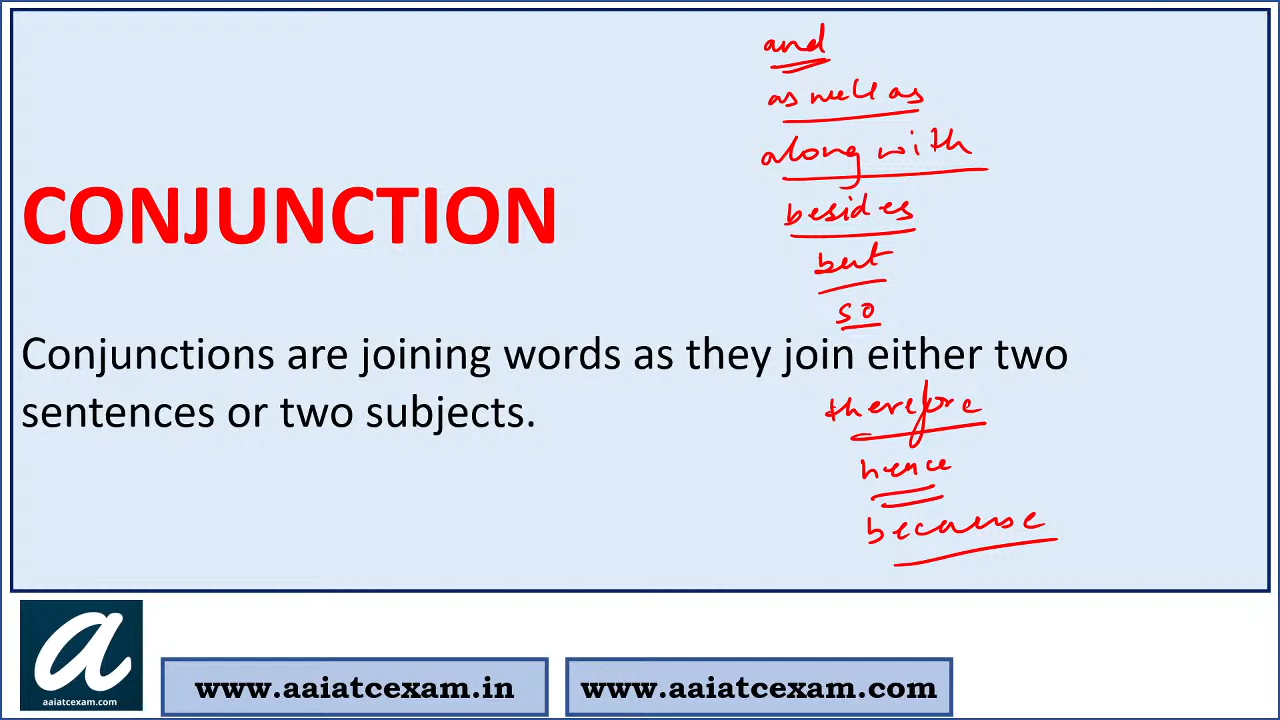 and
as well as
along with
CONJUNCTION
besides
but
so
Conjunctions are joining words as they join either two
sentences or two subjects.
therefore
hence
because
a
aaiatcexam.com
www.aaiatcexam.in
www.aaiatcexam.com